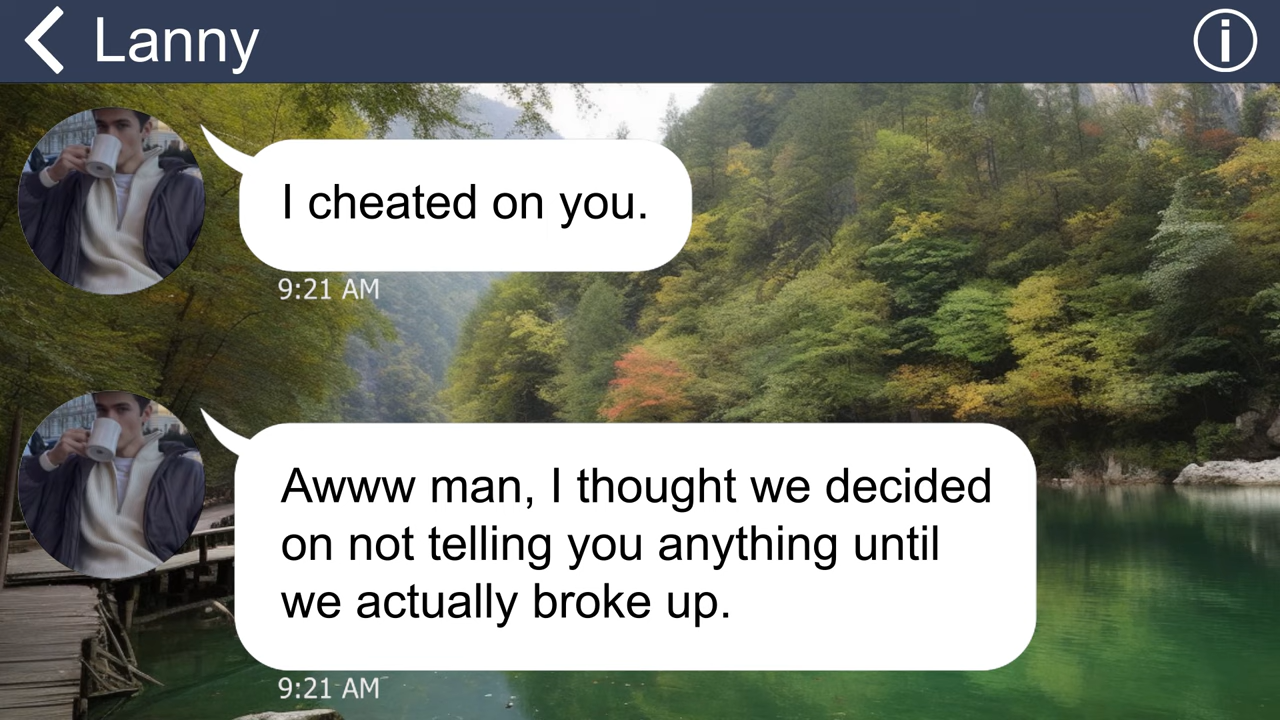 Lanny
I cheated on you.
9:21 AM
Awww man, I thought we decided
on not telling you anything until
we actually broke up.
9:21 AM